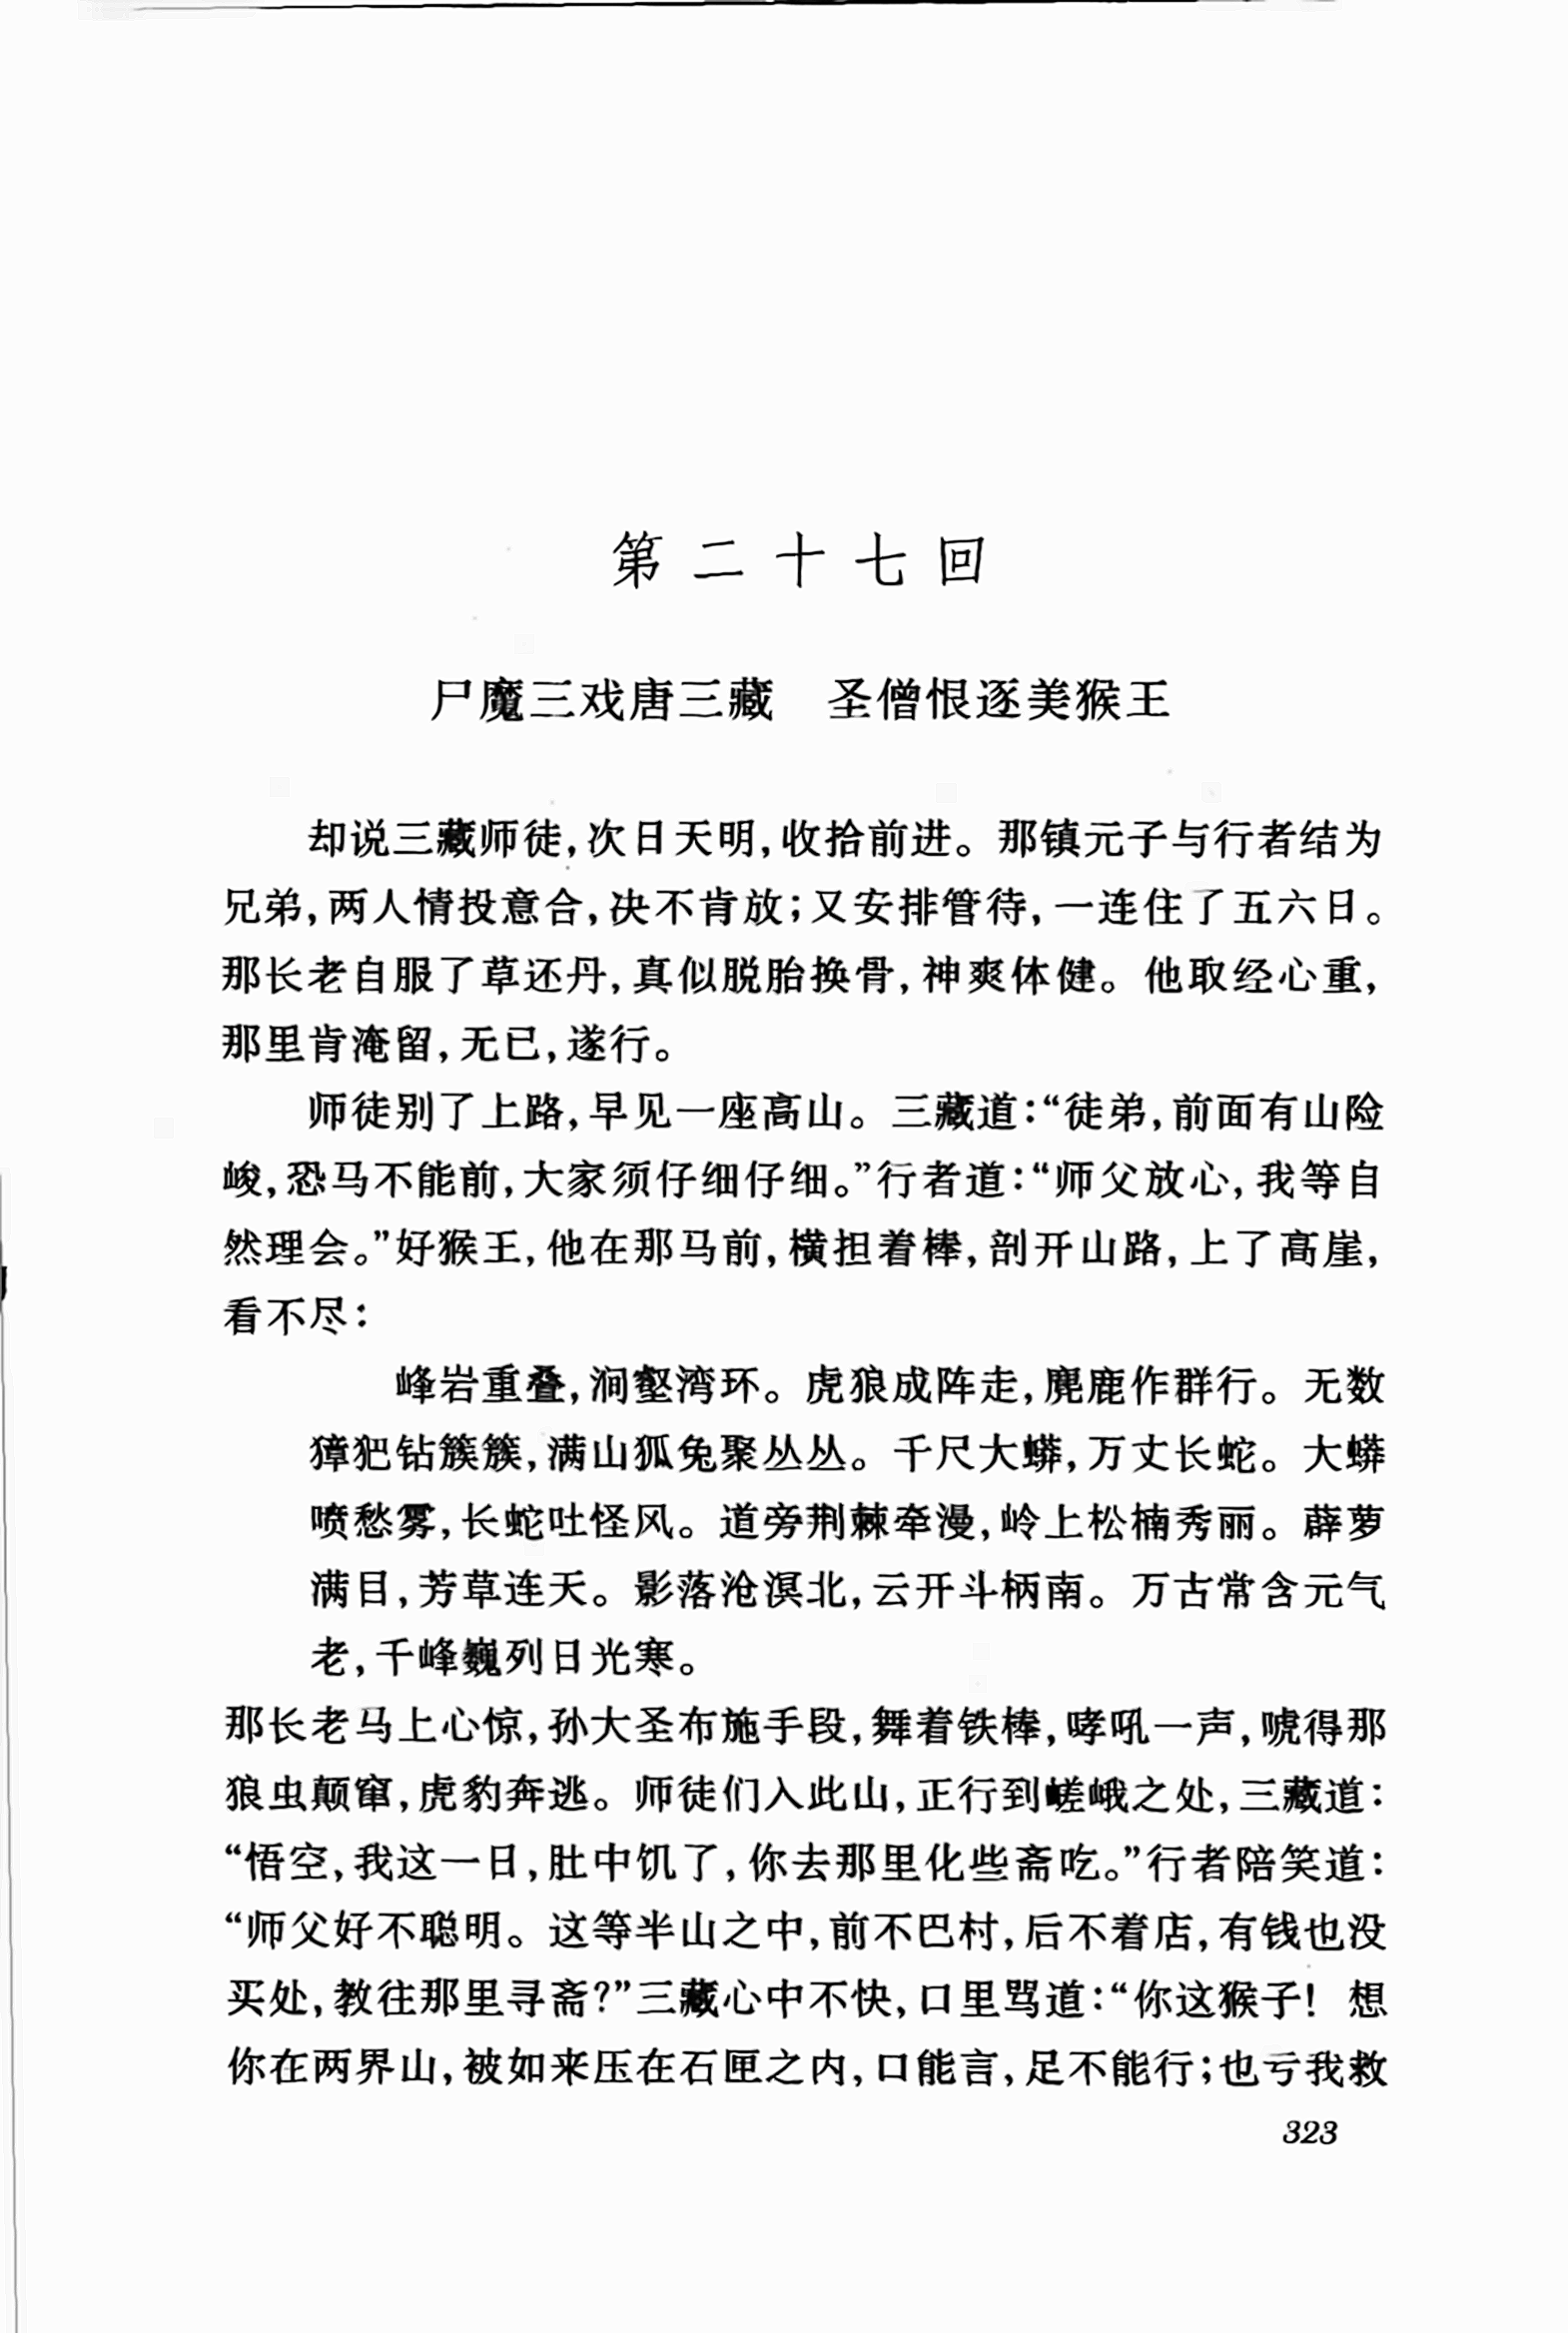 第二十七回
尸魔三戏唐三藏　圣僧恨逐美猴王
却说三藏师徒,次日天明,收拾前进。那镇元子与行者结为
兄弟,两人情投意合,决不肯放;又安排管待,一连住了五六日。
那长老自服了草还丹,真似脱胎换骨,神爽体健。他取经心重,
那里肯淹留,无已,遂行。
师徒别了上路,早见一座高山。三藏道:“徒弟,前面有山险
峻,恐马不能前,大家须仔细仔细。”行者道:“师父放心,我等自
然理会。”好猴王,他在那马前,横担着棒,剖开山路,上了高崖,
看不尽:
峰岩重叠,涧壑湾环。虎狼成阵走,麂鹿作群行。无数
獐豝钻簇簇,满山狐兔聚丛丛。千尺大蟒,万丈长蛇。大蟒
喷愁雾,长蛇吐怪风。道旁荆棘牵漫,岭上松楠秀丽。薜萝
满目,芳草连天。影落沧溟北,云开斗柄南。万古常含元气
老,千峰巍列日光寒。
那长老马上心惊,孙大圣布施手段,舞着铁棒,哮吼一声,唬得那
狼虫颠窜,虎豹奔逃。师徒们入此山,正行到嵯峨之处,三藏道:
“悟空,我这一日,肚中饥了,你去那里化些斋吃。”行者陪笑道:
“师父好不聪明。这等半山之中,前不巴村,后不着店,有钱也没
买处,教往那里寻斋?”三藏心中不快,口里骂道:“你这猴子! 想
你在两界山,被如来压在石匣之内,口能言,足不能行;也亏我救
323